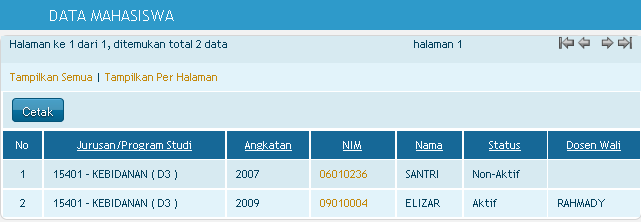 DATA MAHASISWA
Halaman ke 1 dari 1, ditemukan total 2 data halaman 1
Tampilkan Semua | Tampilkan Per Halaman
Cetak
No Jurusan/Program Studi Angkatan NIM Nama Status Dosen Wali
1 15401 - KEBIDANAN ( D3 ) 2007 06010236 SANTRI Non-Aktif
2 15401 - KEBIDANAN ( D3 ) 2009 09010004 ELIZAR Aktif RAHMADY